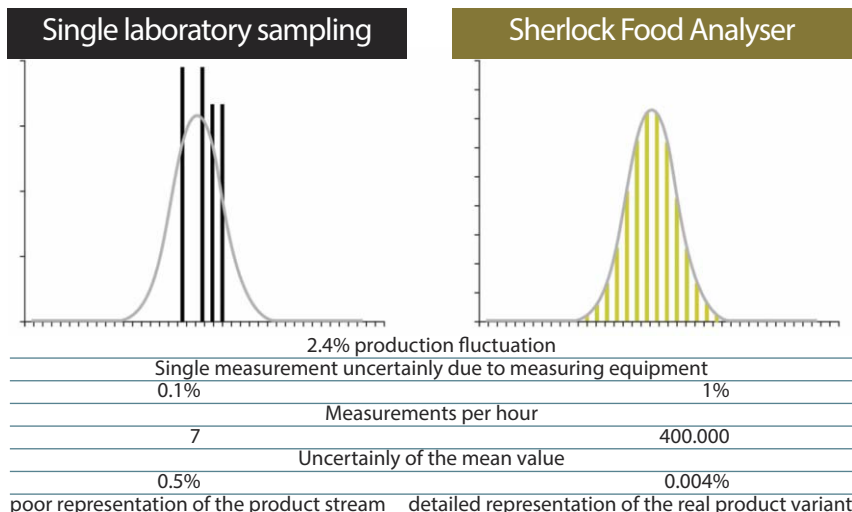 Single laboratory sampling
Sherlock Food Analyser
2.4% production fluctuation
Single measurement uncertainly due to measuring equipment
0.1% 1%
Measurements per hour
7 400.000
Uncertainly of the mean value
0.5% 0.004%
poor representation of the product stream detailed representation of the real product variant